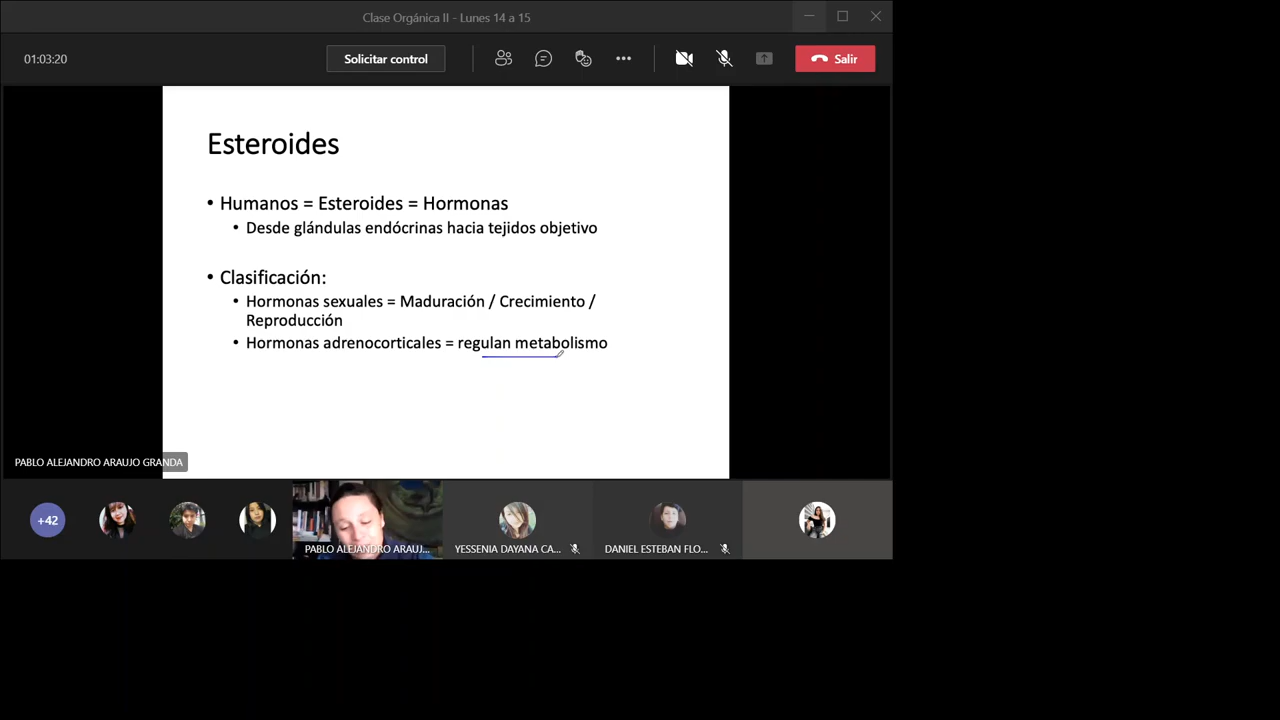 Clase Orgánica II - Lunes 14 a 15
01:03:20
Solicitar control
Salir
Esteroides
• Humanos = Esteroides = Hormonas
• Desde glándulas endócrinas hacia tejidos objetivo
• Clasificación:
• Hormonas sexuales = Maduración / Crecimiento /
Reproducción
• Hormonas adrenocorticales = regulan metabolismo
PABLO ALEJANDRO ARAUJO GRANDA
+42
PABLO ALEJANDRO ARAUJ...
YESSENIA DAYANA CA...
DANIEL ESTEBAN FLO...